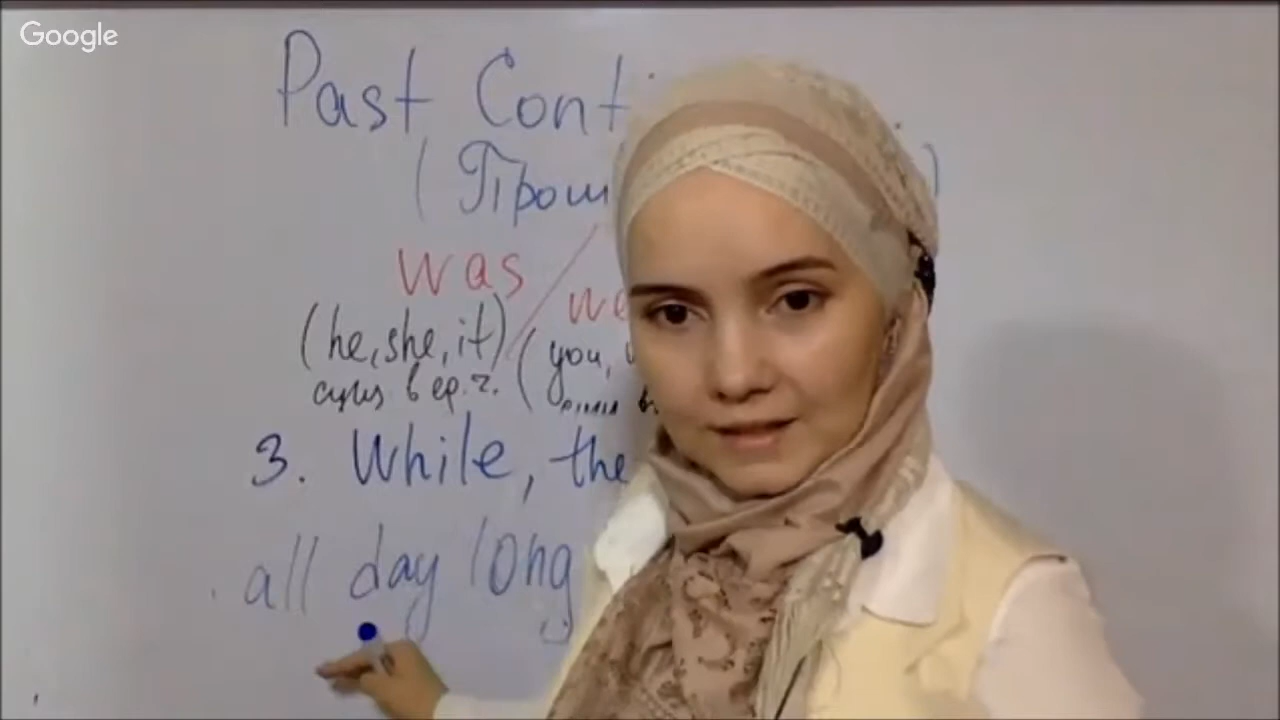 Google
Past Cont
(Прош )
was / we
(he, she, it) (you,
сущ в ед. ч.
3. While, the
all day long